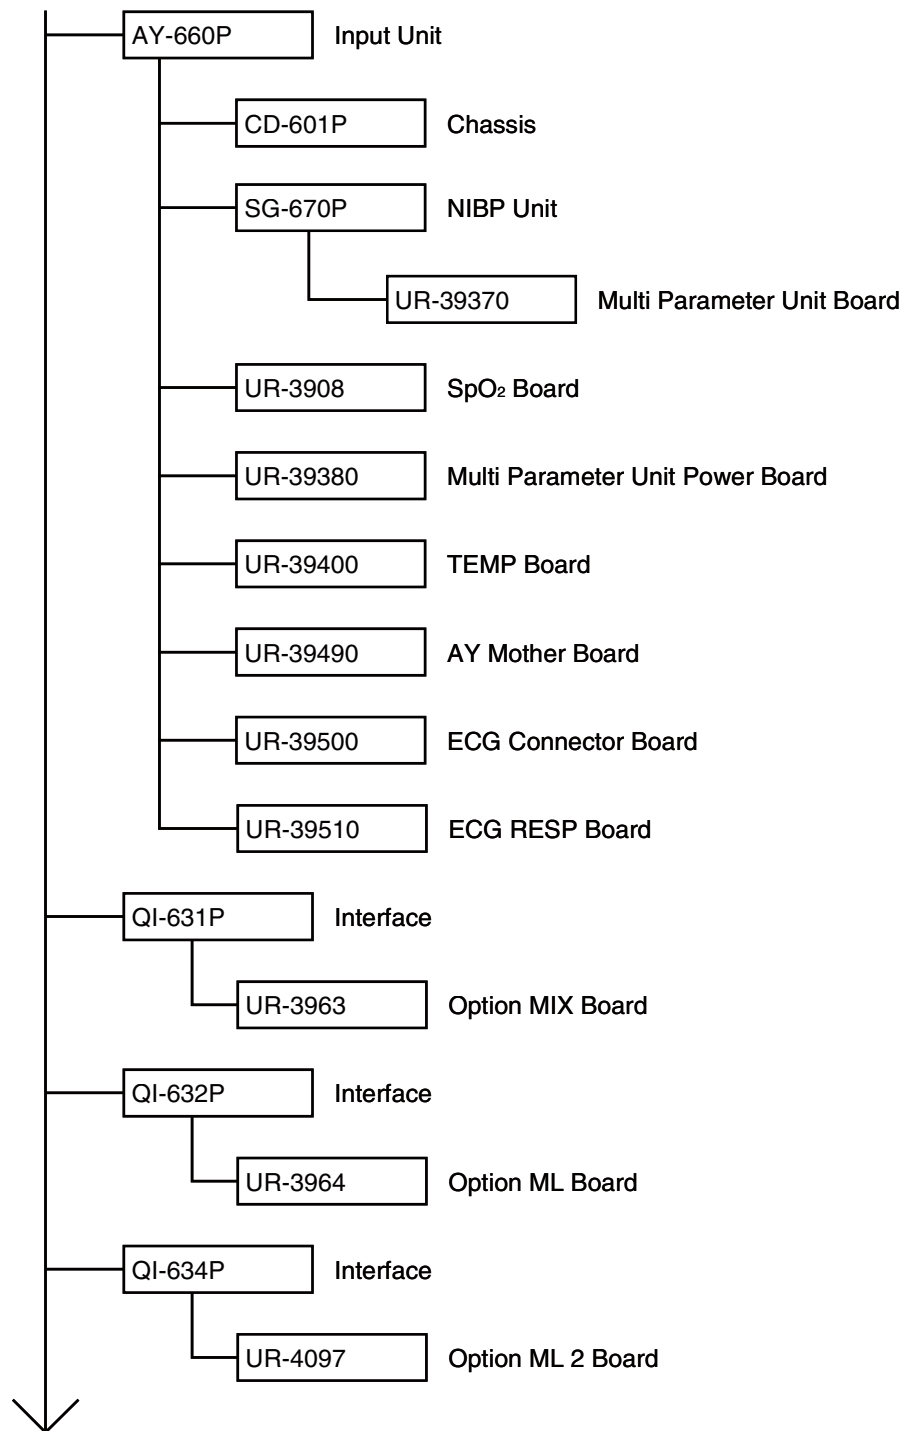 AY-660P Input Unit
CD-601P Chassis
SG-670P NIBP Unit
UR-39370 Multi Parameter Unit Board
UR-3908 SpO₂ Board
UR-39380 Multi Parameter Unit Power Board
UR-39400 TEMP Board
UR-39490 AY Mother Board
UR-39500 ECG Connector Board
UR-39510 ECG RESP Board
QI-631P Interface
UR-3963 Option MIX Board
QI-632P Interface
UR-3964 Option ML Board
QI-634P Interface
UR-4097 Option ML 2 Board